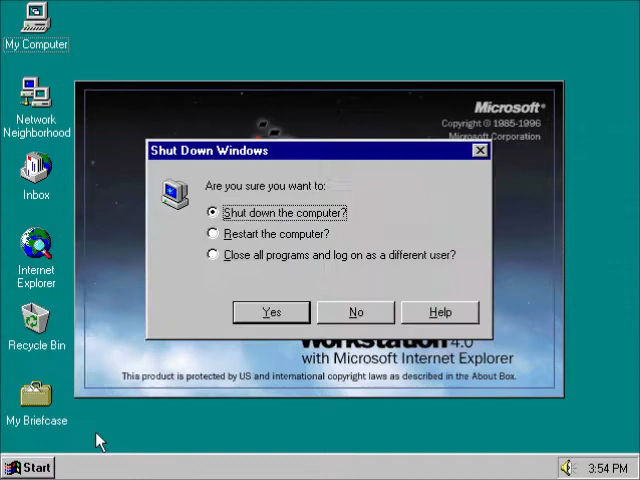 My Computer
Network
Neighborhood
Inbox
Internet
Explorer
Recycle Bin
My Briefcase
Microsoft®
Copyright © 1985-1996
Microsoft Corporation
Shut Down Windows
Are you sure you want to:
Shut down the computer?
Restart the computer?
Close all programs and log on as a different user?
Yes
No
Help
Workstation 4.0
with Microsoft Internet Explorer
This product is protected by US and international copyright laws as described in the About Box.
Start
3:54 PM